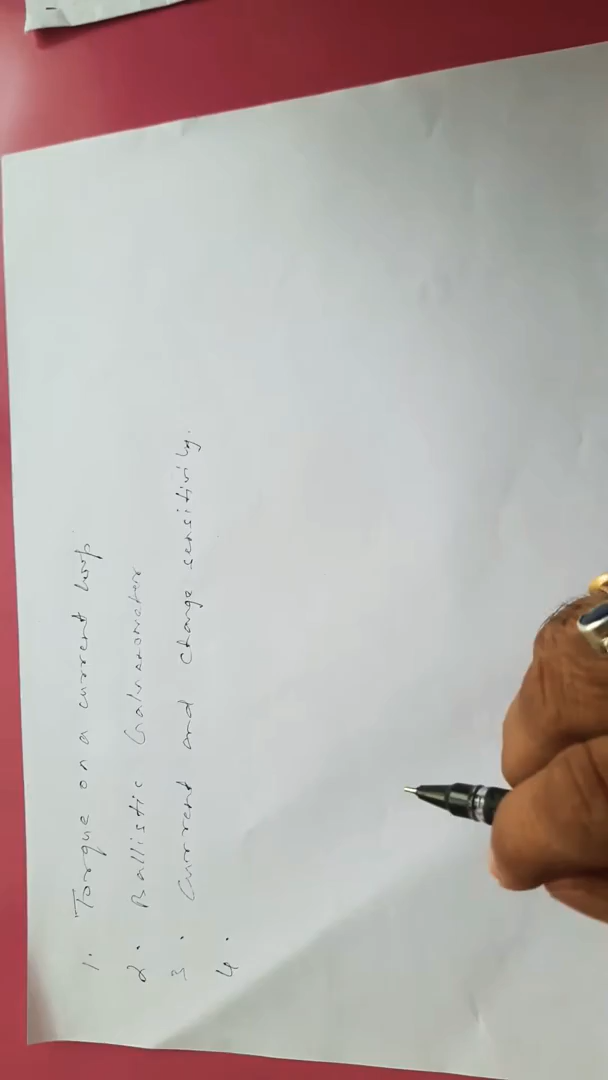 1. Torque on a current loop
2. Ballistic Galvanometer
3. Current and charge sensitivity.
4.